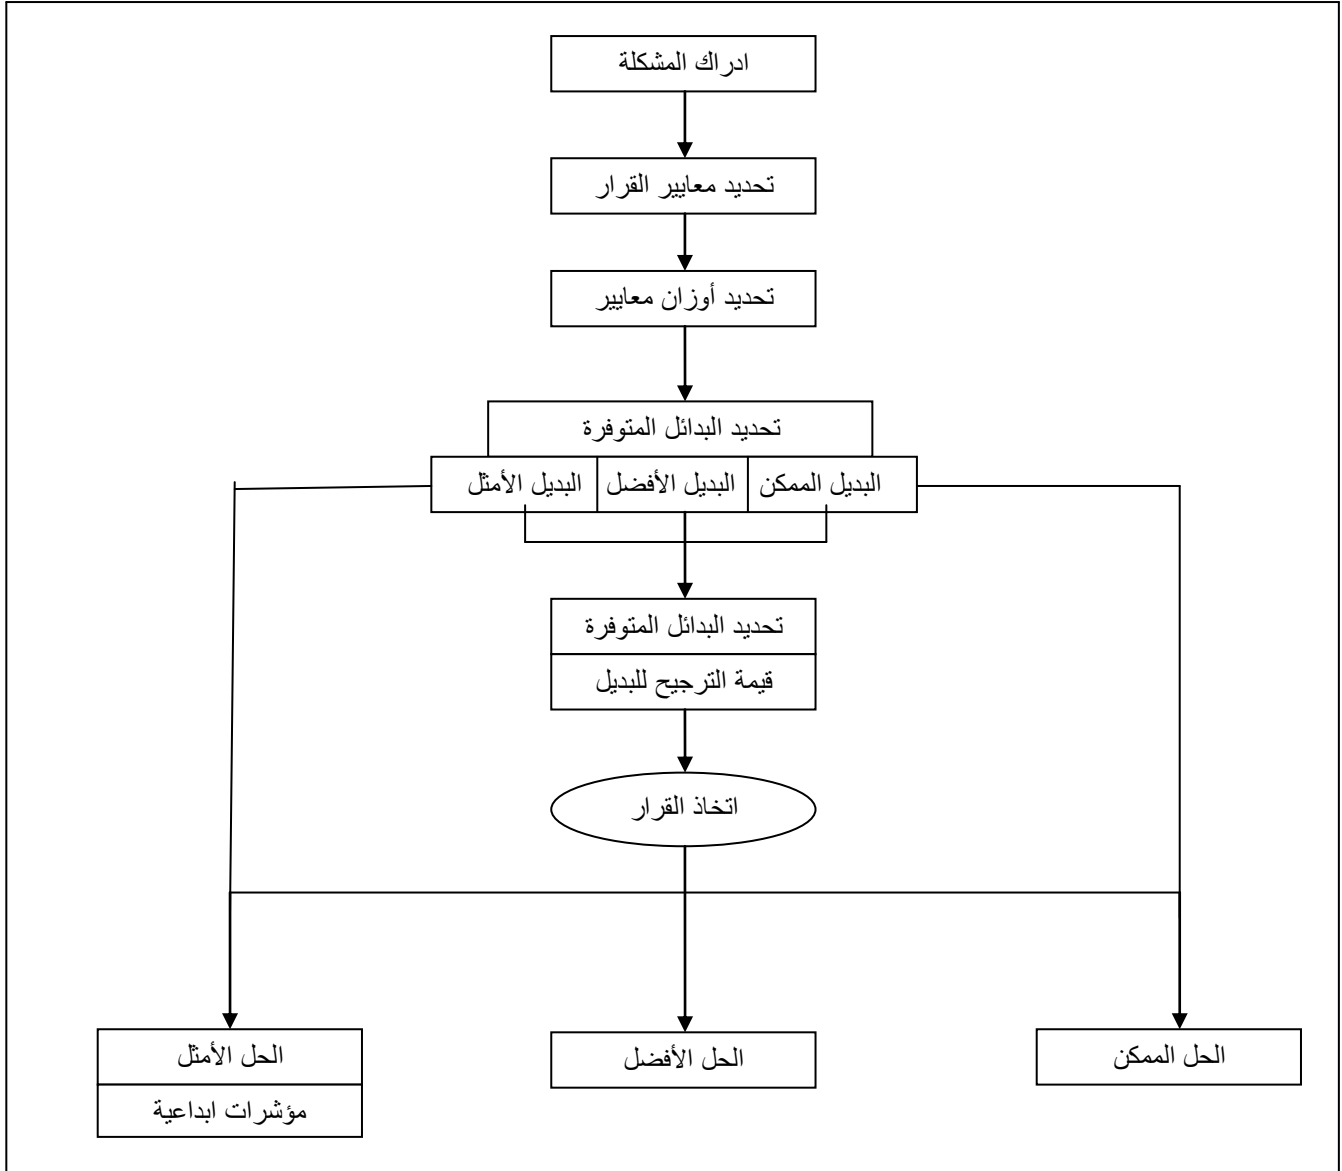 ادراك المشكلة
تحديد معايير القرار
تحديد أوزان معايير
تحديد البدائل المتوفرة
البديل الممكن
البديل الأفضل
البديل الأمثل
تحديد البدائل المتوفرة
قيمة الترجيح للبديل
اتخاذ القرار
الحل الممكن
الحل الأفضل
الحل الأمثل
مؤشرات ابداعية